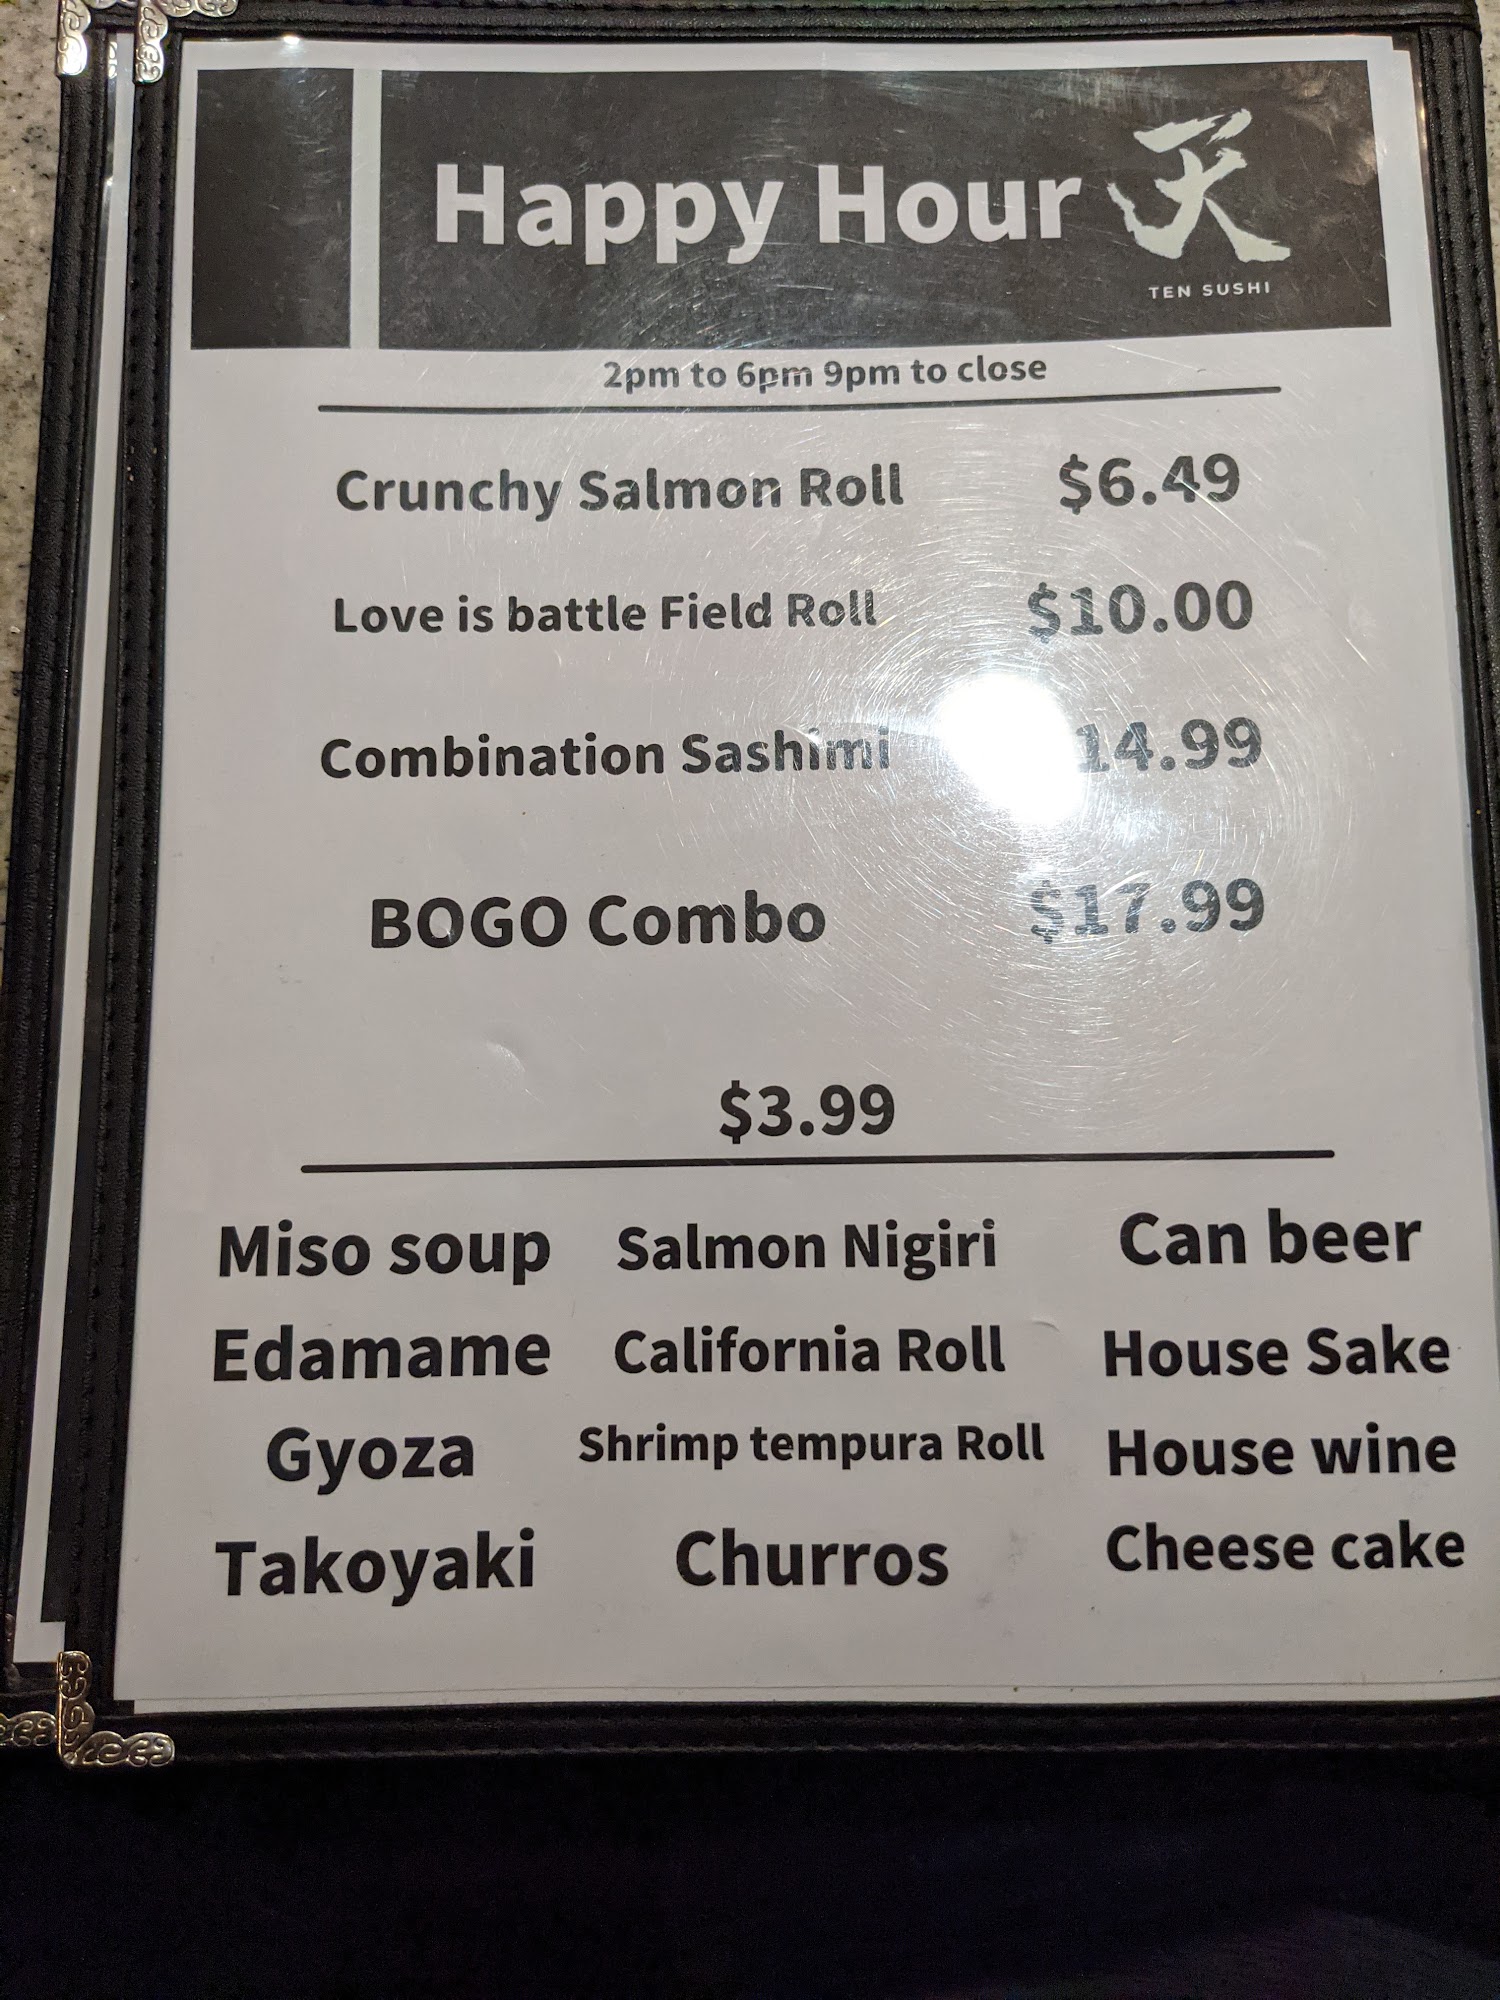 Happy Hour 天
TEN SUSHI
2pm to 6pm 9pm to close
Crunchy Salmon Roll $6.49
Love is battle Field Roll $10.00
Combination Sashimi 14.99
BOGO Combo $17.99
$3.99
Miso soup Salmon Nigiri Can beer
Edamame California Roll House Sake
Gyoza Shrimp tempura Roll House wine
Takoyaki Churros Cheese cake